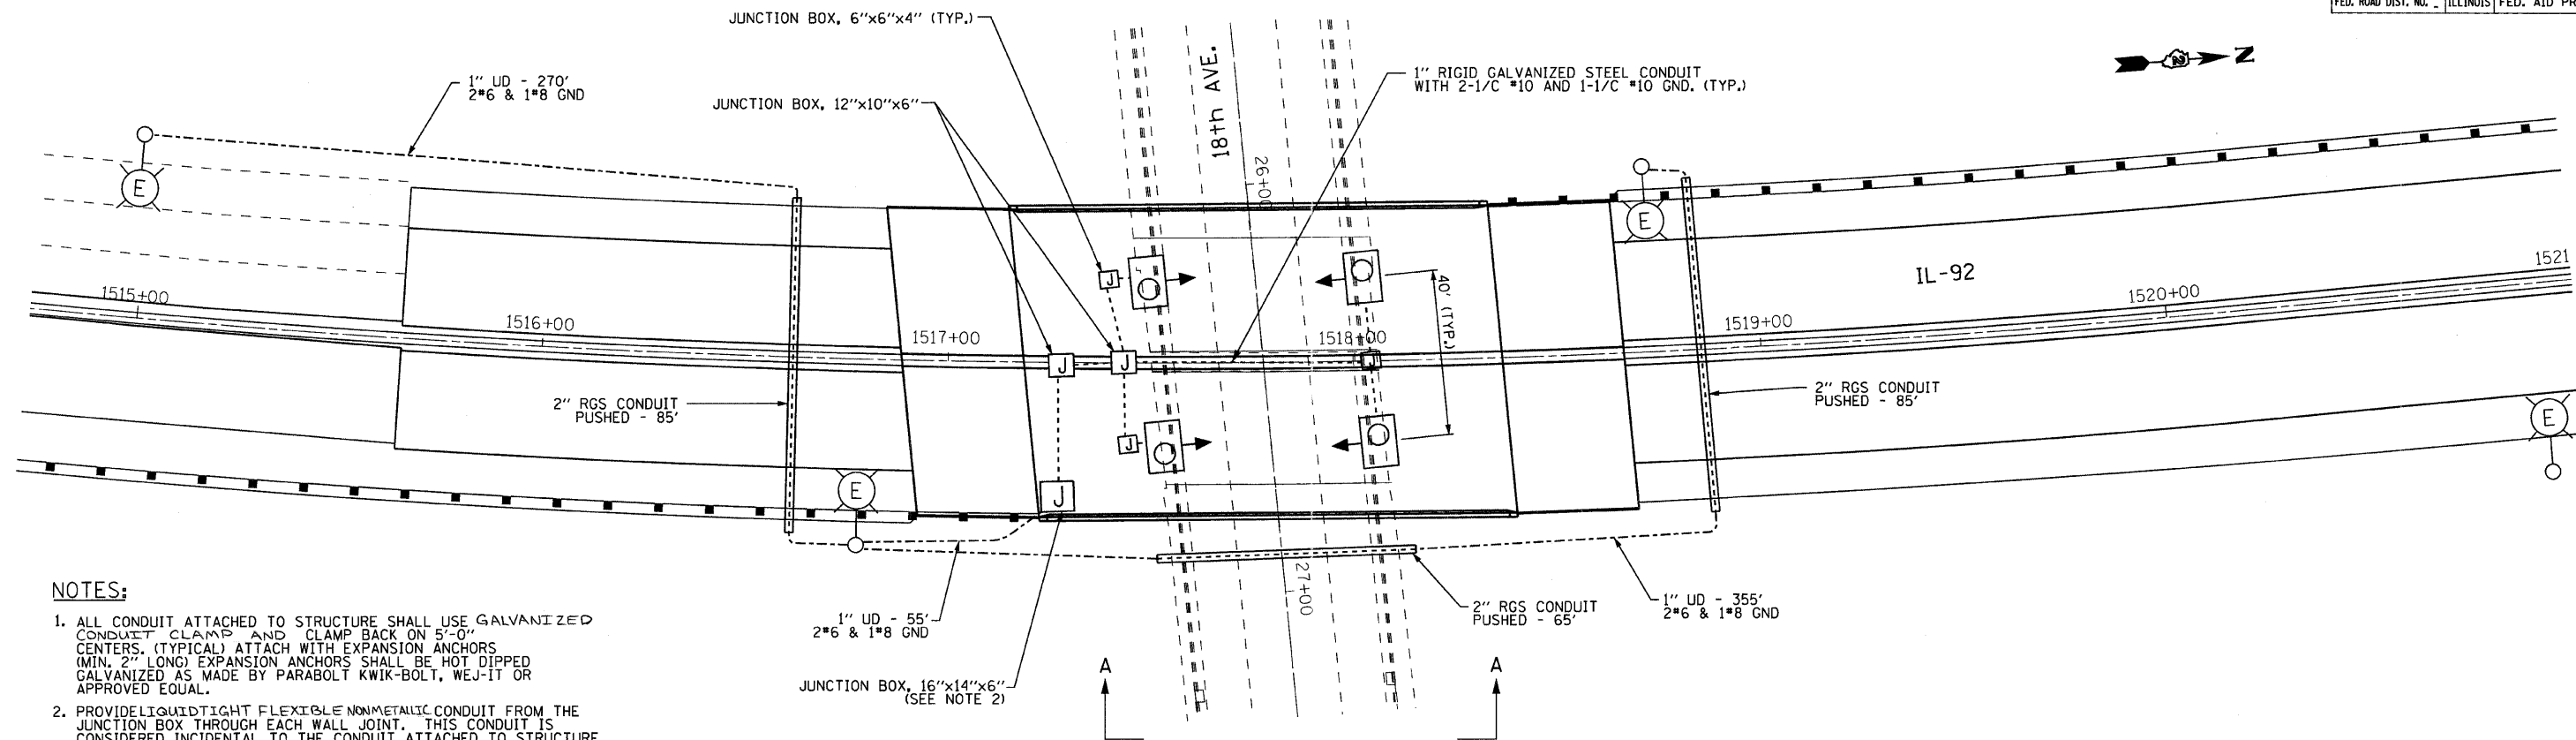 FED. ROAD DIST. NO. _ ILLINOIS FED. AID PR
JUNCTION BOX, 6"x6"x4" (TYP.)
N
1" UD - 270'
2#6 & 1#8 GND
JUNCTION BOX, 12"x10"x6"
18th AVE.
1" RIGID GALVANIZED STEEL CONDUIT
WITH 2-1/C #10 AND 1-1/C #10 GND. (TYP.)
26+00
E
E
IL-92
1521
1515+00
1516+00
1517+00
1518+00
1519+00
1520+00
J
J
J
J
J
J
40' (TYP.)
2" RGS CONDUIT
PUSHED - 85'
2" RGS CONDUIT
PUSHED - 85'
E
E
27+00
1" UD - 55'
2#6 & 1#8 GND
2" RGS CONDUIT
PUSHED - 65'
1" UD - 355'
2#6 & 1#8 GND
JUNCTION BOX, 16"x14"x6"
(SEE NOTE 2)
A
A
NOTES:
1. ALL CONDUIT ATTACHED TO STRUCTURE SHALL USE GALVANIZED
CONDUIT CLAMP AND CLAMP BACK ON 5'-0"
CENTERS. (TYPICAL) ATTACH WITH EXPANSION ANCHORS
(MIN. 2" LONG) EXPANSION ANCHORS SHALL BE HOT DIPPED
GALVANIZED AS MADE BY PARABOLT KWIK-BOLT, WEJ-IT OR
APPROVED EQUAL.
2. PROVIDE LIQUIDTIGHT FLEXIBLE NONMETALLIC CONDUIT FROM THE
JUNCTION BOX THROUGH EACH WALL JOINT. THIS CONDUIT IS
CONSIDERED INCIDENTAL TO THE CONDUIT ATTACHED TO STRUCTURE